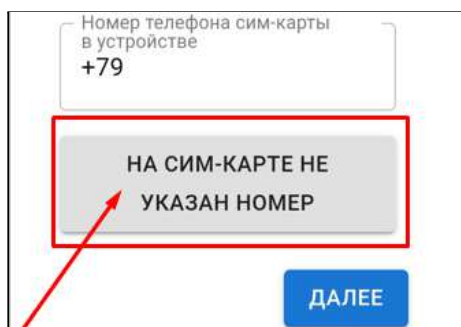 Номер телефона сим-карты
в устройстве
+79
НА СИМ-КАРТЕ НЕ
УКАЗАН НОМЕР
ДАЛЕЕ